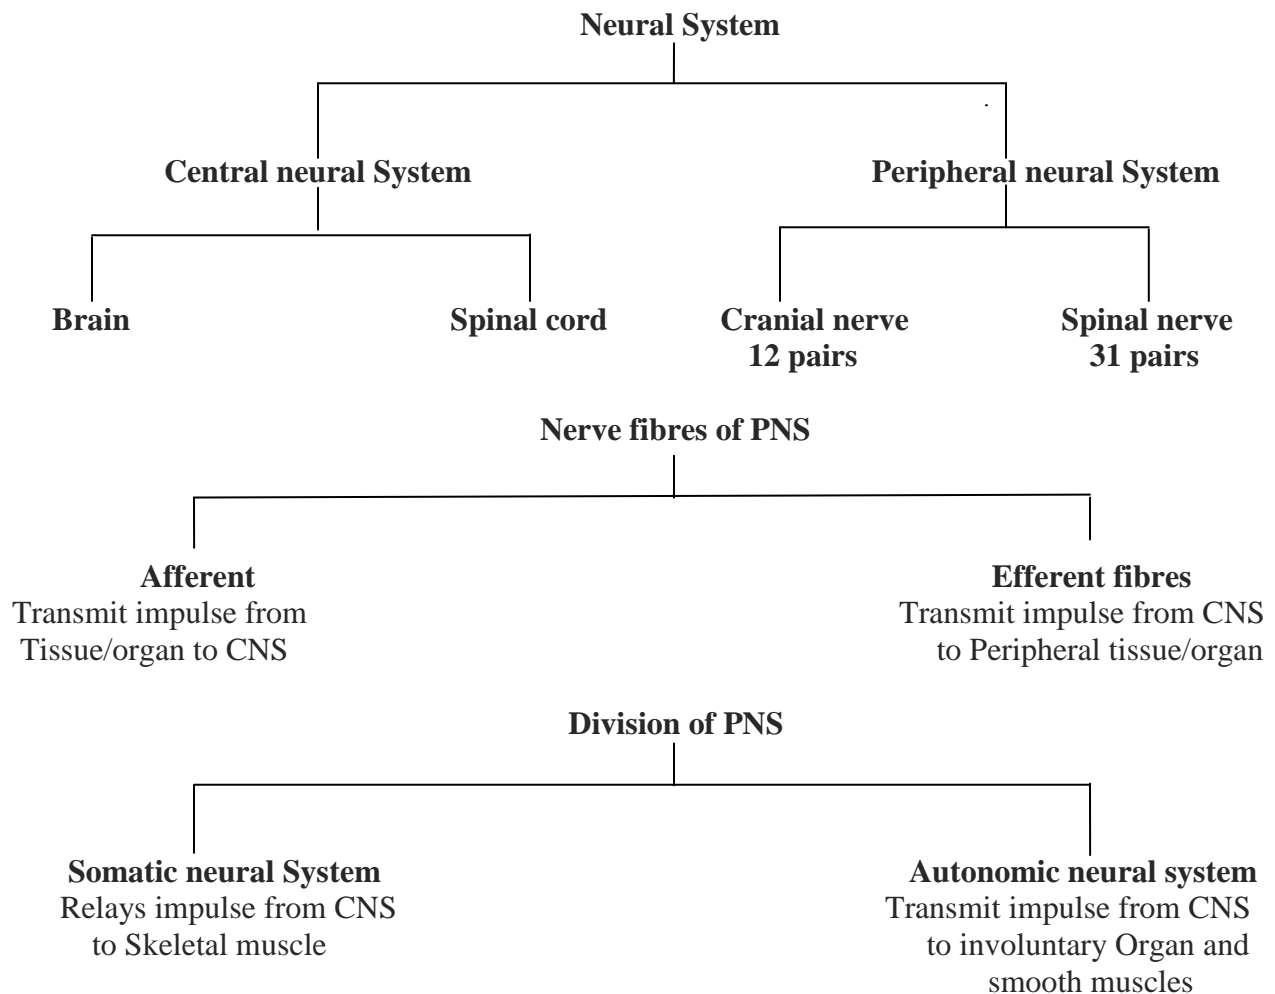 Neural System
Central neural System
Peripheral neural System
Brain
Spinal cord
Cranial nerve
12 pairs
Spinal nerve
31 pairs
Nerve fibres of PNS
Afferent
Transmit impulse from
Tissue/organ to CNS
Efferent fibres
Transmit impulse from CNS
to Peripheral tissue/organ
Division of PNS
Somatic neural System
Relays impulse from CNS
to Skeletal muscle
Autonomic neural system
Transmit impulse from CNS
to involuntary Organ and
smooth muscles